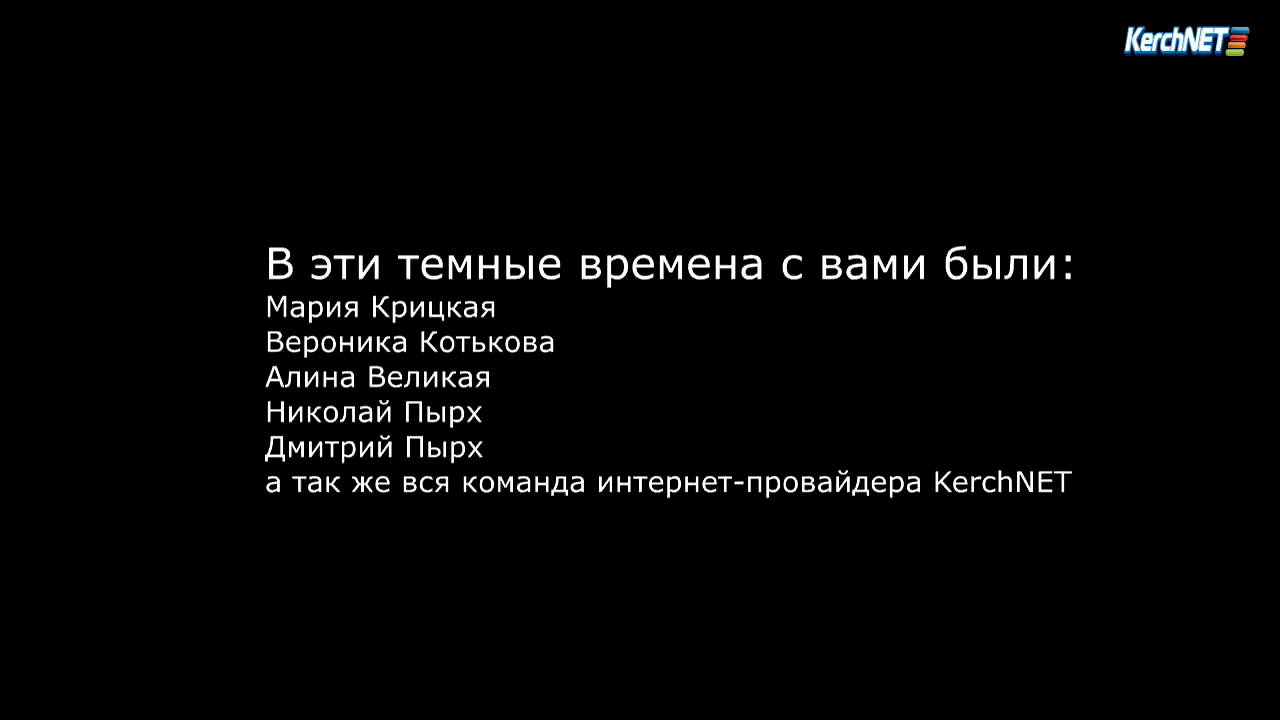 KerchNET
В эти темные времена с вами были:
Мария Крицкая
Вероника Котькова
Алина Великая
Николай Пырх
Дмитрий Пырх
а так же вся команда интернет-провайдера KerchNET